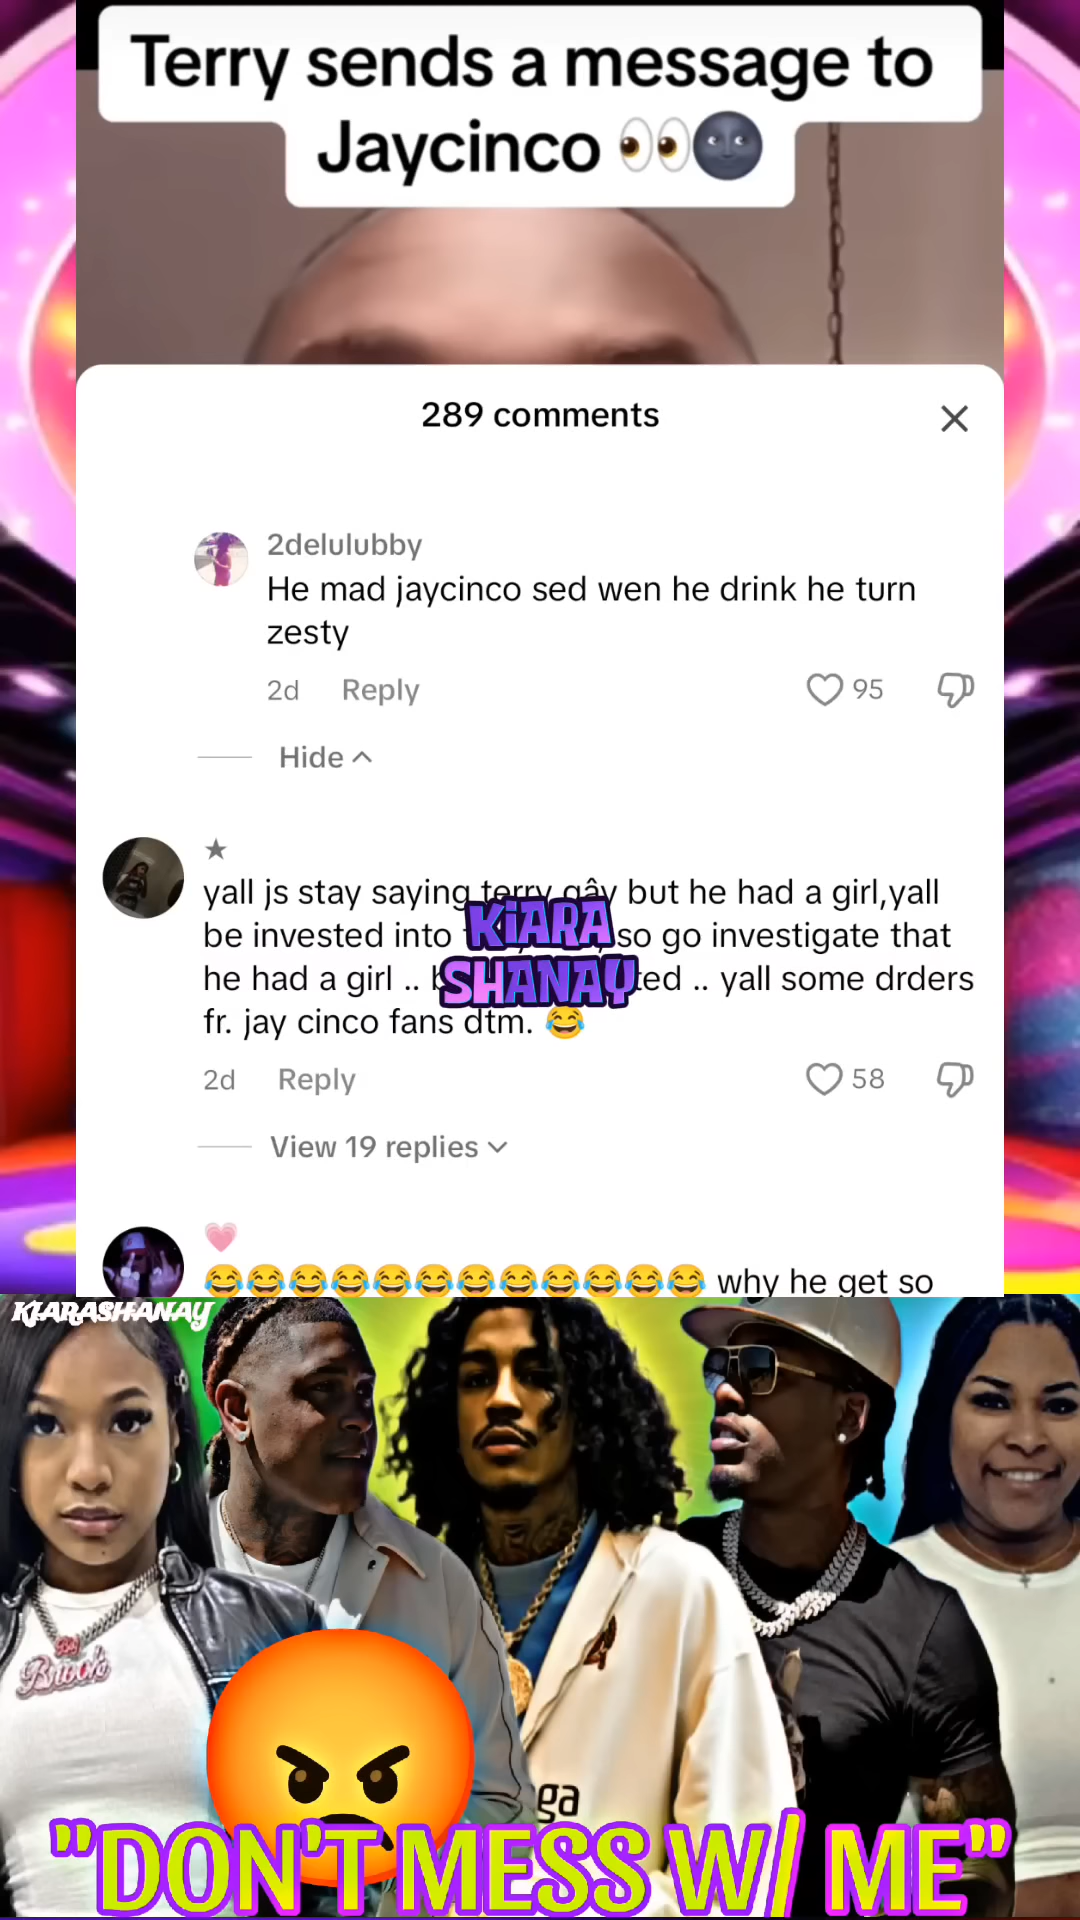 Terry sends a message to
Jaycinco 👀🌚
289 comments
2delulubby
He mad jaycinco sed wen he drink he turn
zesty
2d Reply
95
Hide
★
yall js stay saying terry gây but he had a girl,yall
be invested into so go investigate that
he had a girl .. ted .. yall some drders
fr. jay cinco fans dtm. 😂
KiARA
SHANAY
2d Reply
58
View 19 replies
💗
😂😂😂😂😂😂😂😂😂😂😂😂 why he get so
KIARASHANAY
Brook
ga
"DON'T MESS W/ ME"